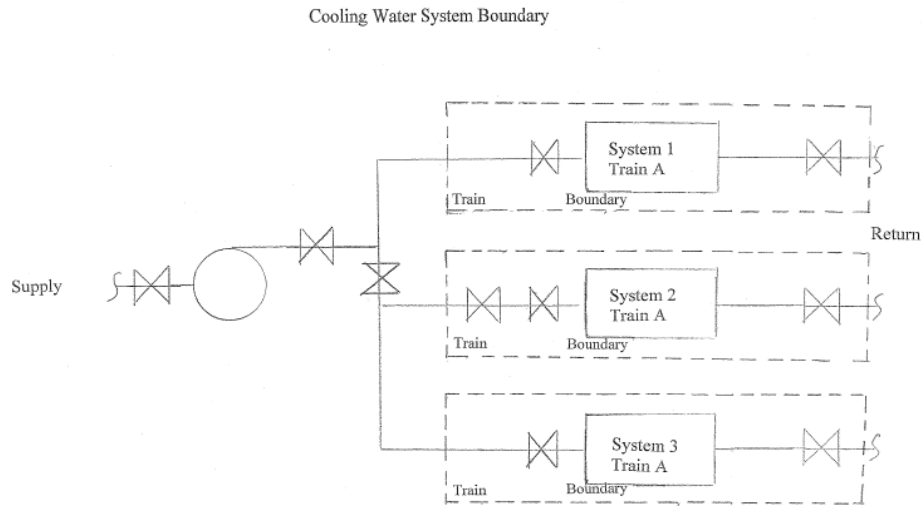 Cooling Water System Boundary
System 1
Train A
Train Boundary
Return
Supply
System 2
Train A
Train Boundary
System 3
Train A
Train Boundary